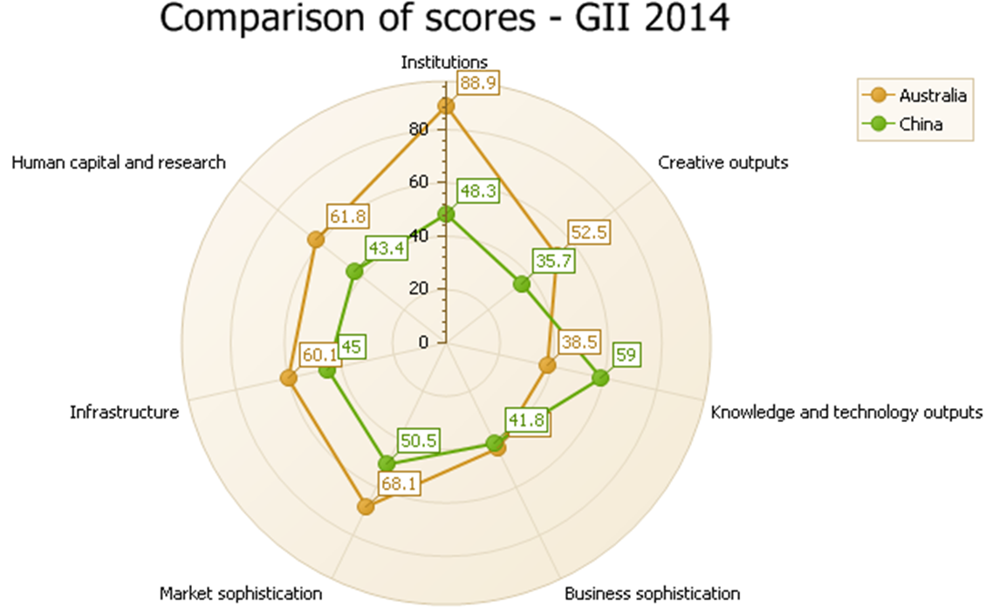 Comparison of scores - GII 2014
Institutions
88.9
Australia
China
80
Human capital and research
Creative outputs
60
48.3
61.8
52.5
40
43.4
35.7
20
0
38.5
45
60.1
59
Infrastructure
Knowledge and technology outputs
41.8
50.5
68.1
Market sophistication
Business sophistication